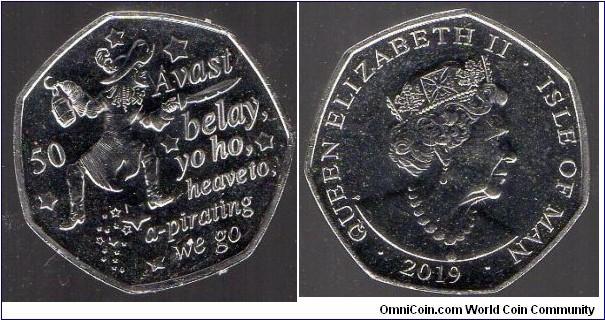 50
Avast
belay,
yo ho,
heave to,
a-pirating
we go
QUEEN ELIZABETH II · ISLE OF MAN
· 2019 ·
OmniCoin.com World Coin Community